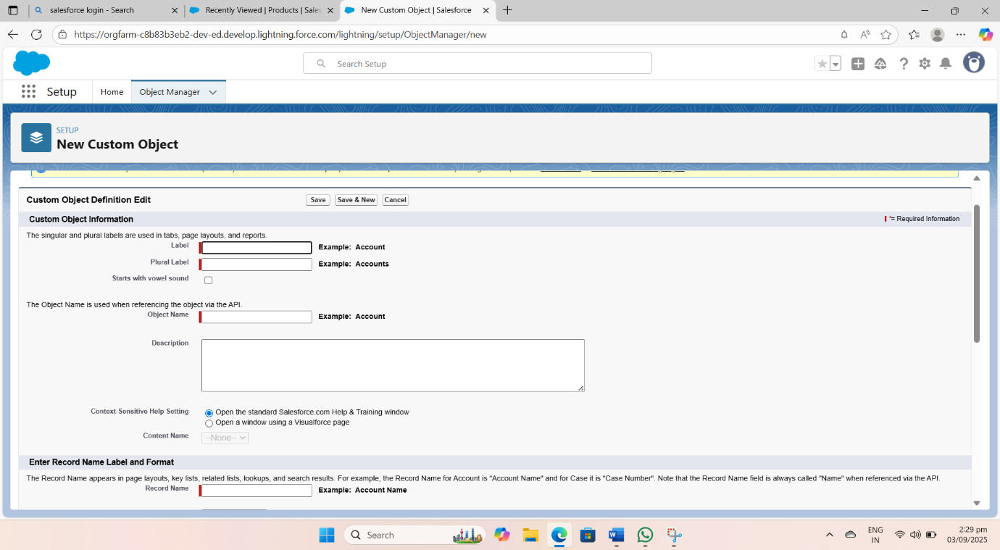 salesforce login - Search
Recently Viewed | Products | Sales
New Custom Object | Salesforce
https://orgfarm-c8b83b3eb2-dev-ed.develop.lightning.force.com/lightning/setup/ObjectManager/new
Search Setup
Setup
Home
Object Manager
SETUP
New Custom Object
Custom Object Definition Edit
Save
Save & New
Cancel
Custom Object Information
= Required Information
The singular and plural labels are used in tabs, page layouts, and reports.
Label
Example: Account
Plural Label
Example: Accounts
Starts with vowel sound
The Object Name is used when referencing the object via the API.
Object Name
Example: Account
Description
Context-Sensitive Help Setting
Open the standard Salesforce.com Help & Training window
Open a window using a Visualforce page
Content Name
--None--
Enter Record Name Label and Format
The Record Name appears in page layouts, key lists, related lists, lookups, and search results. For example, the Record Name for Account is "Account Name" and for Case it is "Case Number". Note that the Record Name field is always called "Name" when referenced via the API.
Record Name
Example: Account Name
Search
ENG
IN
2:29 pm
03/09/2025